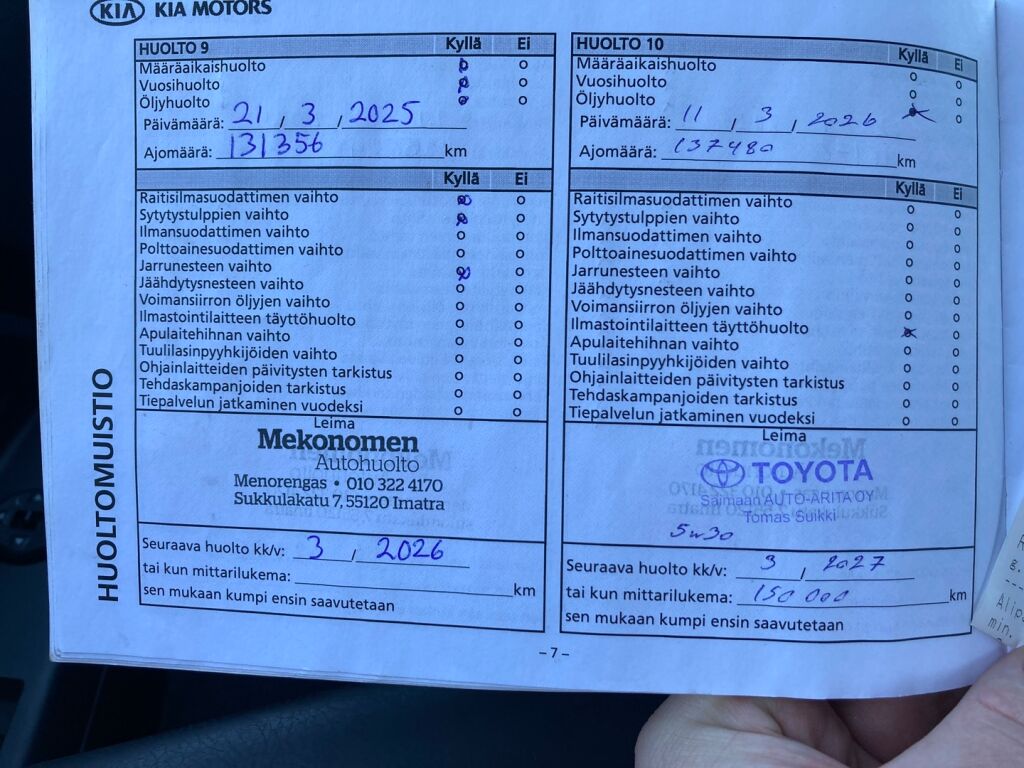 KIA KIA MOTORS
HUOLTOMUISTIO
HUOLTO 9 Kyllä Ei
Määräaikaishuolto
Vuosihuolto
Öljyhuolto
Päivämäärä: 21, 3, 2025
Ajomäärä: 131356 km
Kyllä Ei
Raitisilmasuodattimen vaihto
Sytytystulppien vaihto
Ilmansuodattimen vaihto
Polttoainesuodattimen vaihto
Jarrunesteen vaihto
Jäähdytysnesteen vaihto
Voimansiirron öljyjen vaihto
Ilmastointilaitteen täyttöhuolto
Apulaitehihnan vaihto
Tuulilasinpyyhkijöiden vaihto
Ohjainlaitteiden päivitysten tarkistus
Tehdaskampanjoiden tarkistus
Tiepalvelun jatkaminen vuodeksi
Leima
Mekonomen
Autohuolto
Menorengas • 010 322 4170
Sukkulakatu 7, 55120 Imatra
Seuraava huolto kk/v: 3, 2026
tai kun mittarilukema: km
sen mukaan kumpi ensin saavutetaan
HUOLTO 10 Kyllä Ei
Määräaikaishuolto
Vuosihuolto
Öljyhuolto
Päivämäärä: 11, 3, 2026
Ajomäärä: 137480 km
Kyllä Ei
Raitisilmasuodattimen vaihto
Sytytystulppien vaihto
Ilmansuodattimen vaihto
Polttoainesuodattimen vaihto
Jarrunesteen vaihto
Jäähdytysnesteen vaihto
Voimansiirron öljyjen vaihto
Ilmastointilaitteen täyttöhuolto
Apulaitehihnan vaihto
Tuulilasinpyyhkijöiden vaihto
Ohjainlaitteiden päivitysten tarkistus
Tehdaskampanjoiden tarkistus
Tiepalvelun jatkaminen vuodeksi
Leima
TOYOTA
Saimaan AUTO-ARITA OY
Tomas Suikki
5w30
Seuraava huolto kk/v: 3, 2027
tai kun mittarilukema: 150 000 km
sen mukaan kumpi ensin saavutetaan
- 7 -
min.